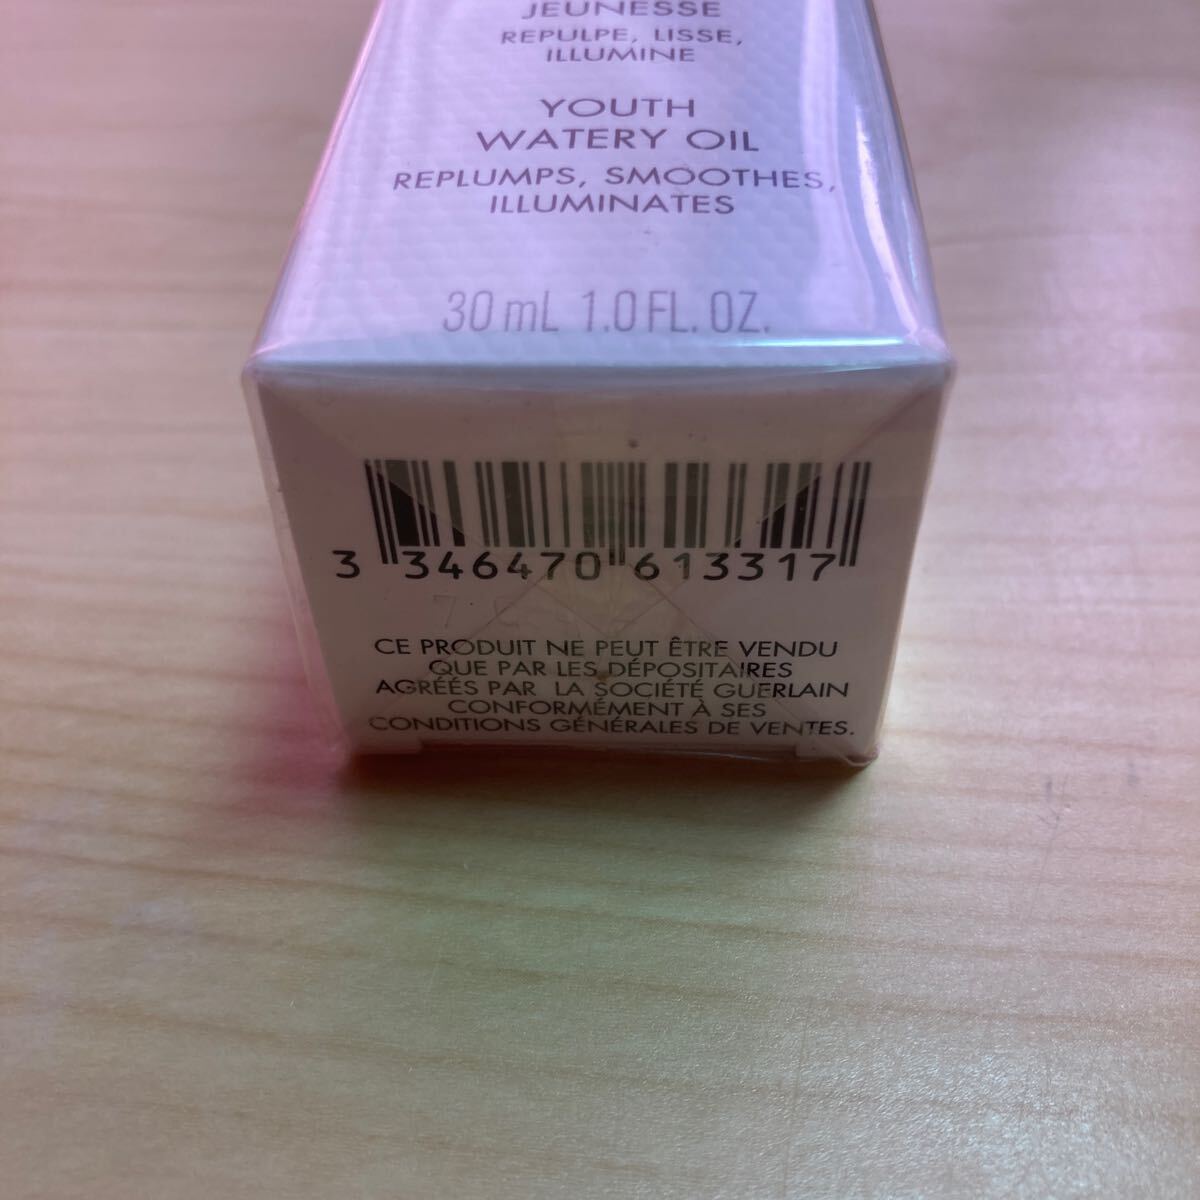 JEUNESSE
REPULPE, LISSE,
ILLUMINE
YOUTH
WATERY OIL
REPLUMPS, SMOOTHES,
ILLUMINATES
30 mL 1.0 FL. OZ.
3 346470 613317
CE PRODUIT NE PEUT ÊTRE VENDU
QUE PAR LES DÉPOSITAIRES
AGRÉÉS PAR LA SOCIÉTÉ GUERLAIN
CONFORMÉMENT À SES
CONDITIONS GÉNÉRALES DE VENTES.